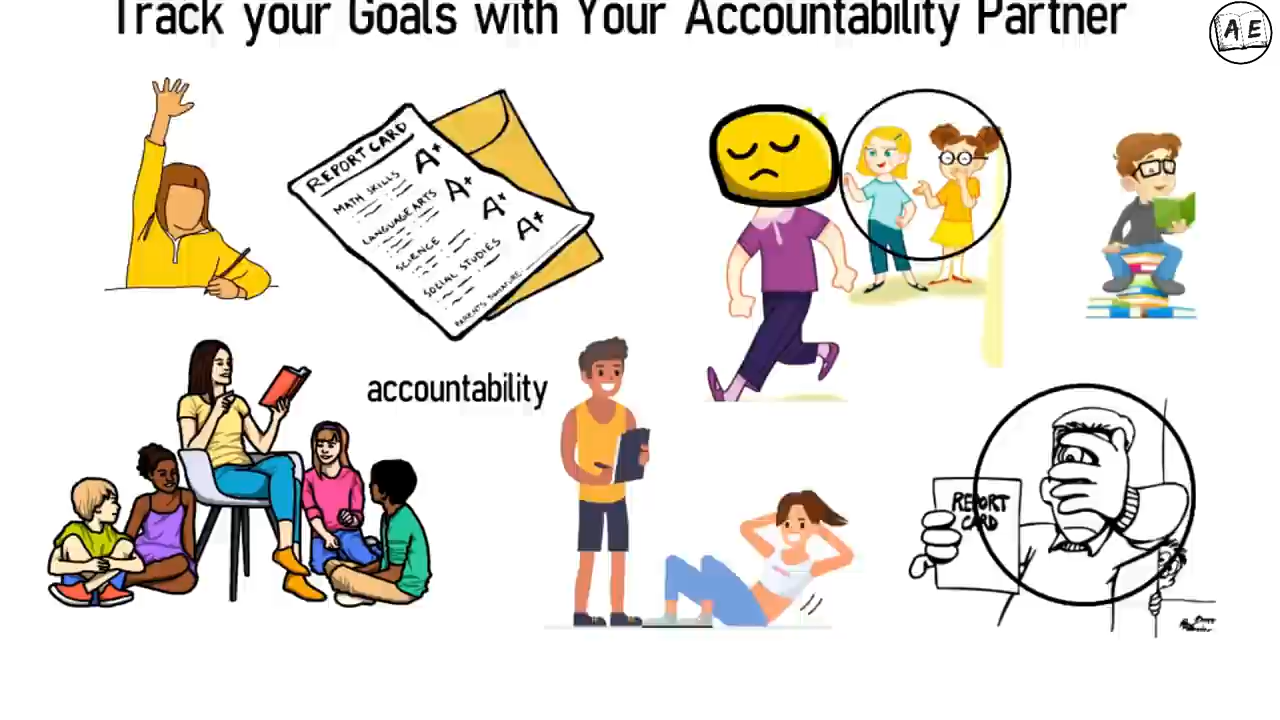 Track your Goals with Your Accountability Partner
A E
REPORT CARD
MATH SKILLS
A+
LANGUAGE ARTS
A+
SCIENCE
A+
SOCIAL STUDIES
A+
accountability
REPORT
CARD